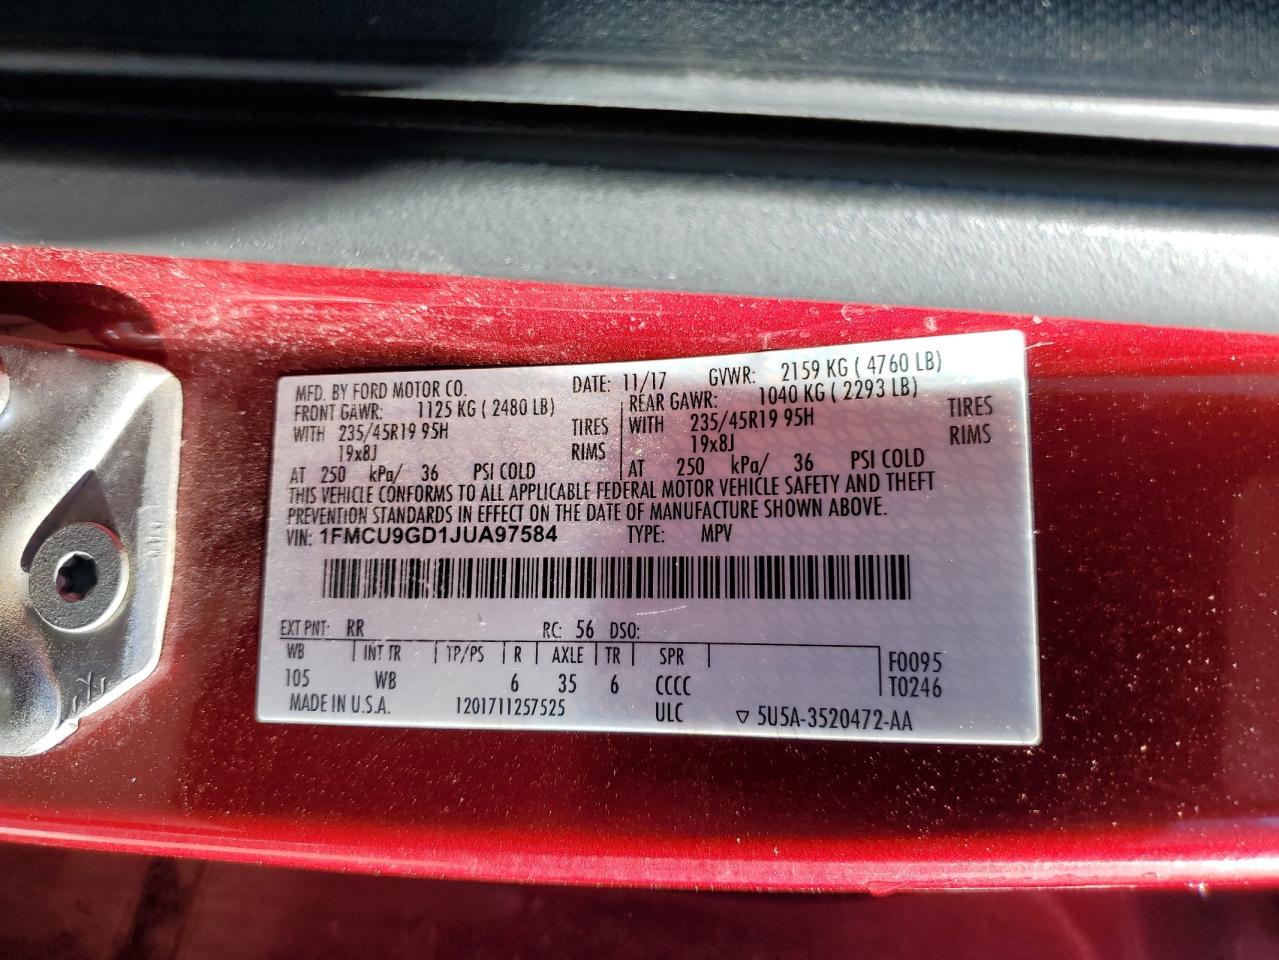 MFD. BY FORD MOTOR CO. DATE: 11/17 GVWR: 2159 KG ( 4760 LB)
FRONT GAWR: 1125 KG ( 2480 LB) REAR GAWR: 1040 KG ( 2293 LB)
WITH 235/45R19 95H TIRES WITH 235/45R19 95H TIRES
19x8J RIMS 19x8J RIMS
AT 250 kPa/ 36 PSI COLD AT 250 kPa/ 36 PSI COLD
THIS VEHICLE CONFORMS TO ALL APPLICABLE FEDERAL MOTOR VEHICLE SAFETY AND THEFT
PREVENTION STANDARDS IN EFFECT ON THE DATE OF MANUFACTURE SHOWN ABOVE.
VIN: 1FMCU9GD1JUA97584 TYPE: MPV
EXT PNT: RR RC: 56 DSO:
WB INT TR TP/PS R AXLE TR SPR F0095
105 WB 6 35 6 CCCC T0246
MADE IN U.S.A. 1201711257525 ULC ▽ 5U5A-3520472-AA